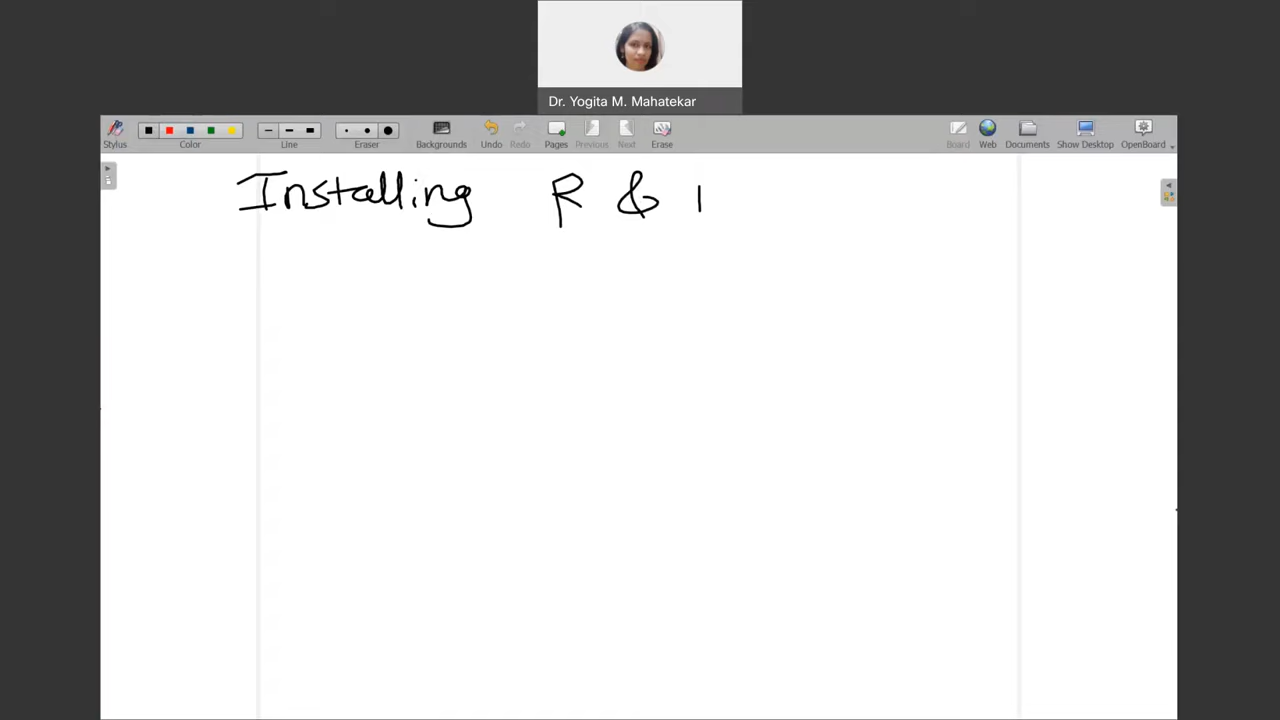 Dr. Yogita M. Mahatekar
Stylus Color Line Eraser Backgrounds Undo Redo Pages Previous Next Erase Board Web Documents Show Desktop OpenBoard
Installing R &